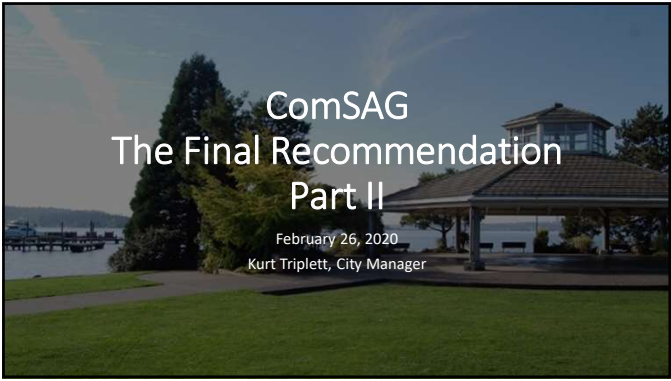 ComSAG
The Final Recommendation
Part II
February 26, 2020
Kurt Triplett, City Manager